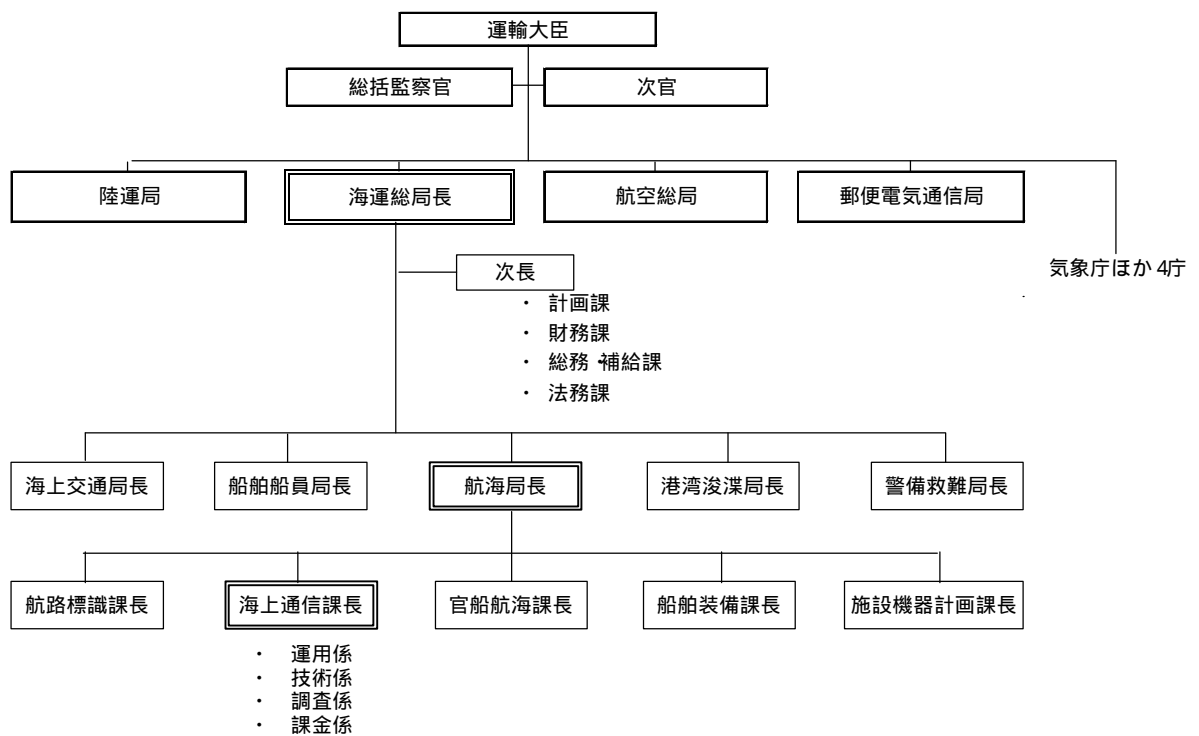 運輸大臣
総括監察官
次官
陸運局
海運総局長
航空総局
郵便電気通信局
気象庁ほか4庁
次長
・ 計画課
・ 財務課
・ 総務・補給課
・ 法務課
海上交通局長
船舶船員局長
航海局長
港湾浚渫局長
警備救難局長
航路標識課長
海上通信課長
官船航海課長
船舶装備課長
施設機器計画課長
・ 運用係
・ 技術係
・ 調査係
・ 課金係